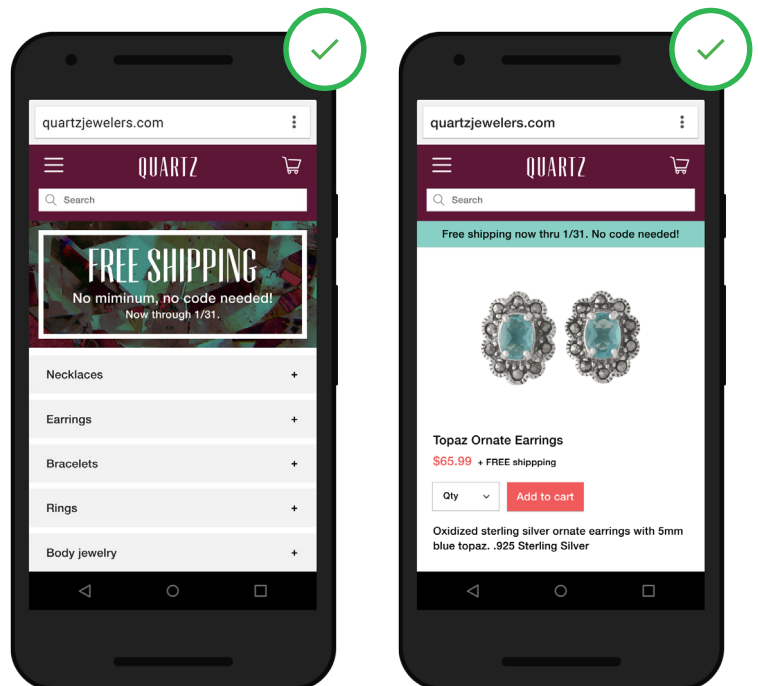 quartzjewelers.com
QUARTZ
Search
FREE SHIPPING
No miminum, no code needed!
Now through 1/31.
Necklaces +
Earrings +
Bracelets +
Rings +
Body jewelry +
quartzjewelers.com
QUARTZ
Search
Free shipping now thru 1/31. No code needed!
Topaz Ornate Earrings
$65.99 + FREE shippping
Qty Add to cart
Oxidized sterling silver ornate earrings with 5mm
blue topaz. .925 Sterling Silver